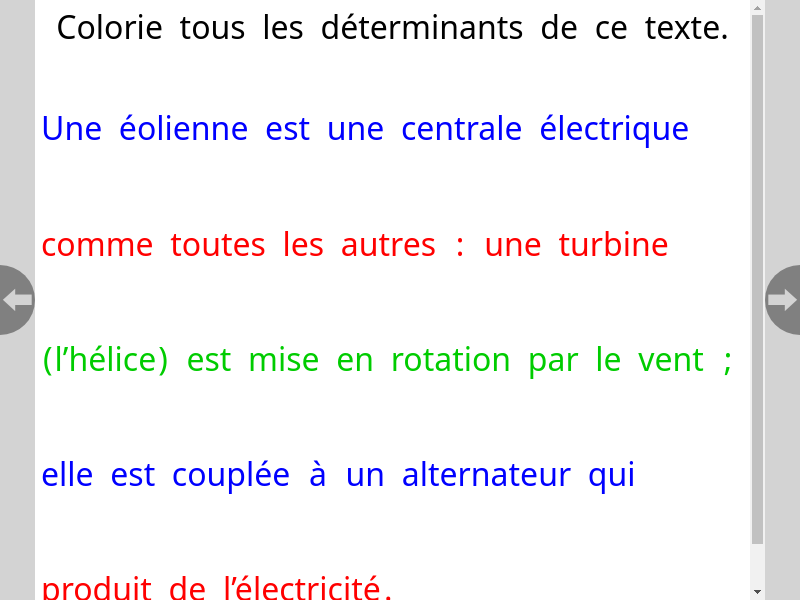 Colorie tous les déterminants de ce texte.
Une éolienne est une centrale électrique
comme toutes les autres : une turbine
(l’hélice) est mise en rotation par le vent ;
elle est couplée à un alternateur qui
produit de l’électricité.